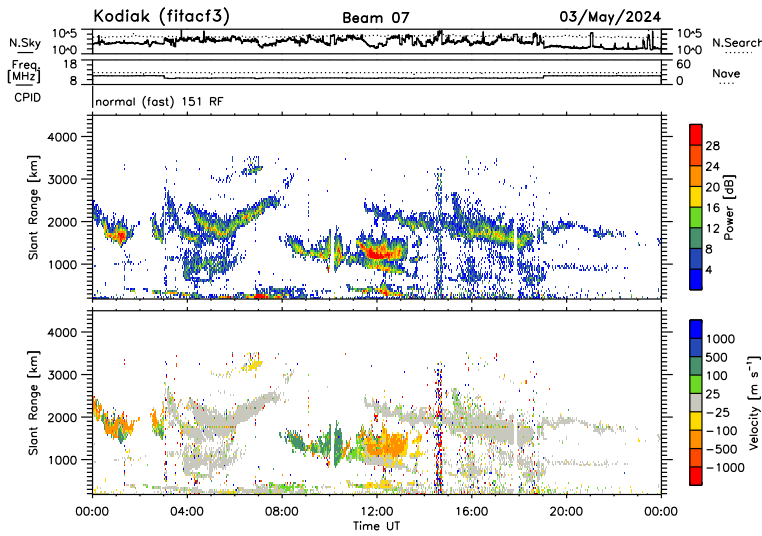 Kodiak (fitacf3) Beam 07 03/May/2024
N.Sky 10^5 10^0 10^5 10^0 N.Search
Freq. [MHz] 18 8 60 0 Nave
CPID normal (fast) 151 RF
Slant Range [km] 4000 3000 2000 1000
Power [dB] 28 24 20 16 12 8 4
Slant Range [km] 4000 3000 2000 1000
Velocity [m s⁻¹] 1000 500 100 25 -25 -100 -500 -1000
00:00 04:00 08:00 12:00 16:00 20:00 00:00
Time UT